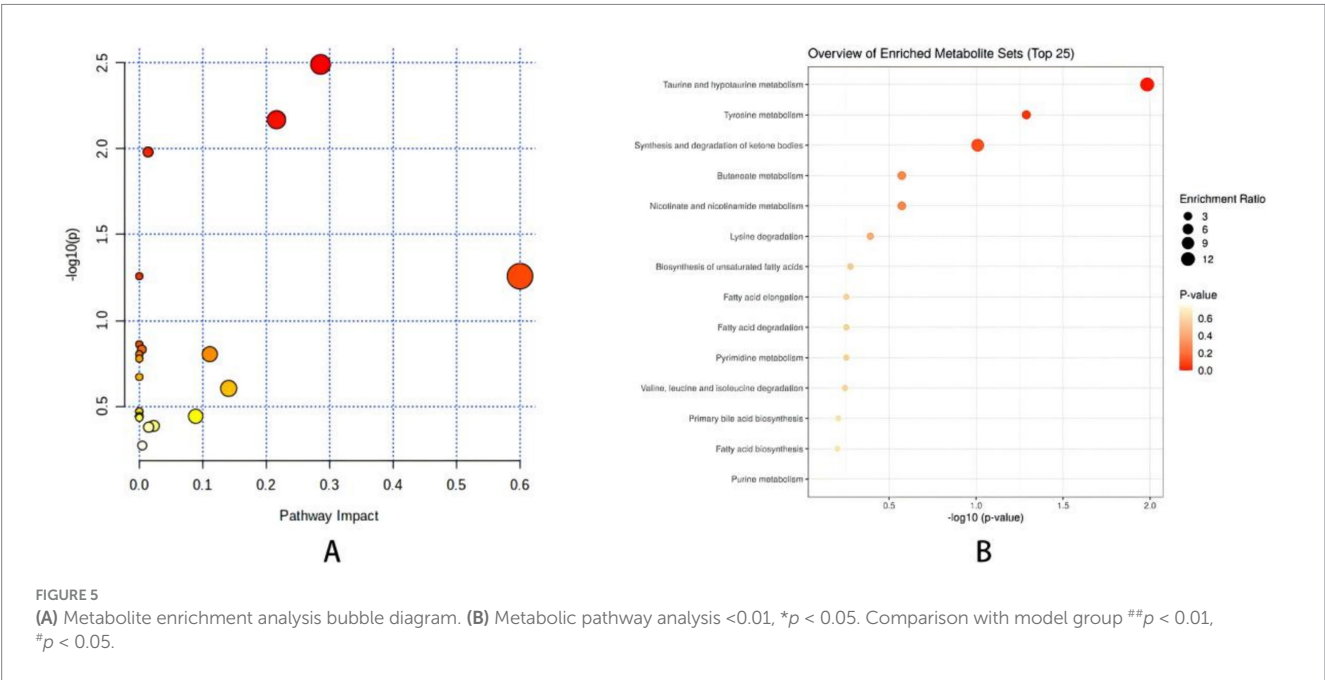 2.5
2.0
1.5
1.0
0.5
-log10(p)
0.0 0.1 0.2 0.3 0.4 0.5 0.6
Pathway Impact
A
Overview of Enriched Metabolite Sets (Top 25)
Taurine and hypotaurine metabolism
Tyrosine metabolism
Synthesis and degradation of ketone bodies
Butanoate metabolism
Nicotinate and nicotinamide metabolism
Lysine degradation
Biosynthesis of unsaturated fatty acids
Fatty acid elongation
Fatty acid degradation
Pyrimidine metabolism
Valine, leucine and isoleucine degradation
Primary bile acid biosynthesis
Fatty acid biosynthesis
Purine metabolism
0.5 1.0 1.5 2.0
-log10 (p-value)
Enrichment Ratio
3
6
9
12
P-value
0.6
0.4
0.2
0.0
B
FIGURE 5
(A) Metabolite enrichment analysis bubble diagram. (B) Metabolic pathway analysis <0.01, *p < 0.05. Comparison with model group ##p < 0.01,
#p < 0.05.